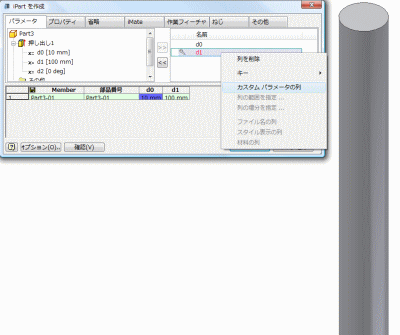 iPart を作成
パラメータ プロパティ 省略 iMate 作業フィーチャ ねじ その他
Part3
押し出し1
x: d0 [10 mm]
x: d1 [100 mm]
x: d2 [0 deg]
その他
>>
<<
名前
d0
d1
列を削除
キー
カスタム パラメータの列
列の範囲を指定 ...
列の増分を指定 ...
ファイル名の列
スタイル表示の列
材料の列
Member 部品番号 d0 d1
1 Part3-01 Part3-01 10 mm 100 mm
オプション(O)... 確認(V)